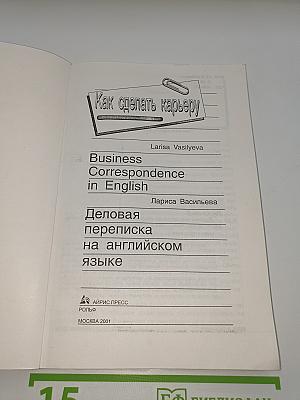 Как сделать карьеру
Larisa Vasilyeva
Business
Correspondence
in English
Лариса Васильева
Деловая
переписка
на английском
языке
АЙРИС ПРЕСС
РОЛЬФ
МОСКВА 2001
15